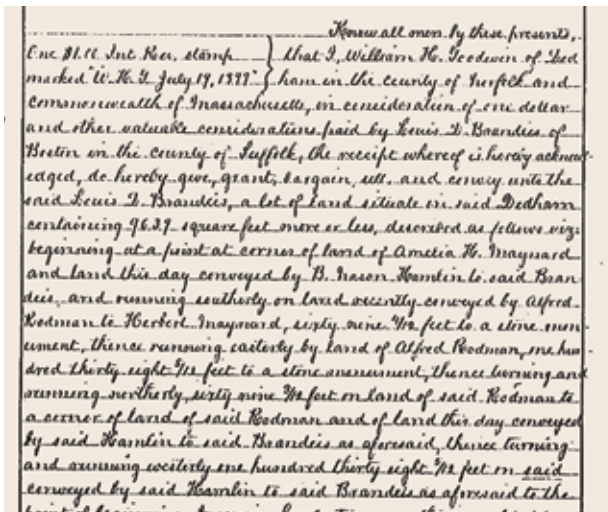 Know all men by these presents,
One $1.00 Int. Rev. stamp that I, William H. Goodwin of Ded
marked "W. H. G. July 19, 1899" ham in the county of Norfolk and
commonwealth of Massachusetts, in consideration of one dollar
and other valuable considerations paid by Louis D. Brandeis of
Boston in the county of Suffolk, the receipt whereof is hereby acknowl-
edged, do hereby give, grant, bargain, sell and convey unto the
said Louis D. Brandeis, a lot of land situate in said Dedham
containing 9639 square feet more or less, described as follows viz:
beginning at a point at corner of land of Amelia H. Maynard
and land this day conveyed by B. Nason Hamlin to said Bran
deis, and running southerly on land recently conveyed by Alfred
Rodman to Herbert Maynard, sixty nine feet to a stone mon-
ument, thence running easterly by land of Alfred Rodman, one hun-
dred thirty eight feet to a stone monument, thence turning and
running northerly, sixty nine feet on land of said Rodman to
a corner of land of said Rodman and of land this day conveyed
by said Hamlin to said Brandeis as aforesaid, thence turning
and running westerly one hundred thirty eight feet on said
conveyed by said Hamlin to said Brandeis as aforesaid to the
point of beginning